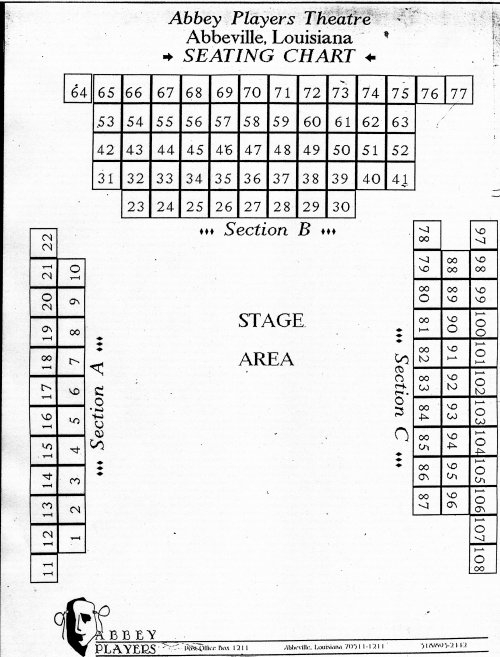 Abbey Players Theatre
Abbeville, Louisiana
SEATING CHART
64 65 66 67 68 69 70 71 72 73 74 75 76 77
53 54 55 56 57 58 59 60 61 62 63
42 43 44 45 46 47 48 49 50 51 52
31 32 33 34 35 36 37 38 39 40 41
23 24 25 26 27 28 29 30
Section B
22 21 20 19 18 17 16 15 14 13 12 11
10 9 8 7 6 5 4 3 2 1
Section A
STAGE
AREA
Section C
78 79 80 81 82 83 84 85 86 87
88 89 90 91 92 93 94 95 96
97 98 99 100 101 102 103 104 105 106 107 108
ABBEY
PLAYERS
Post Office Box 1211 Abbeville, Louisiana 70511-1211